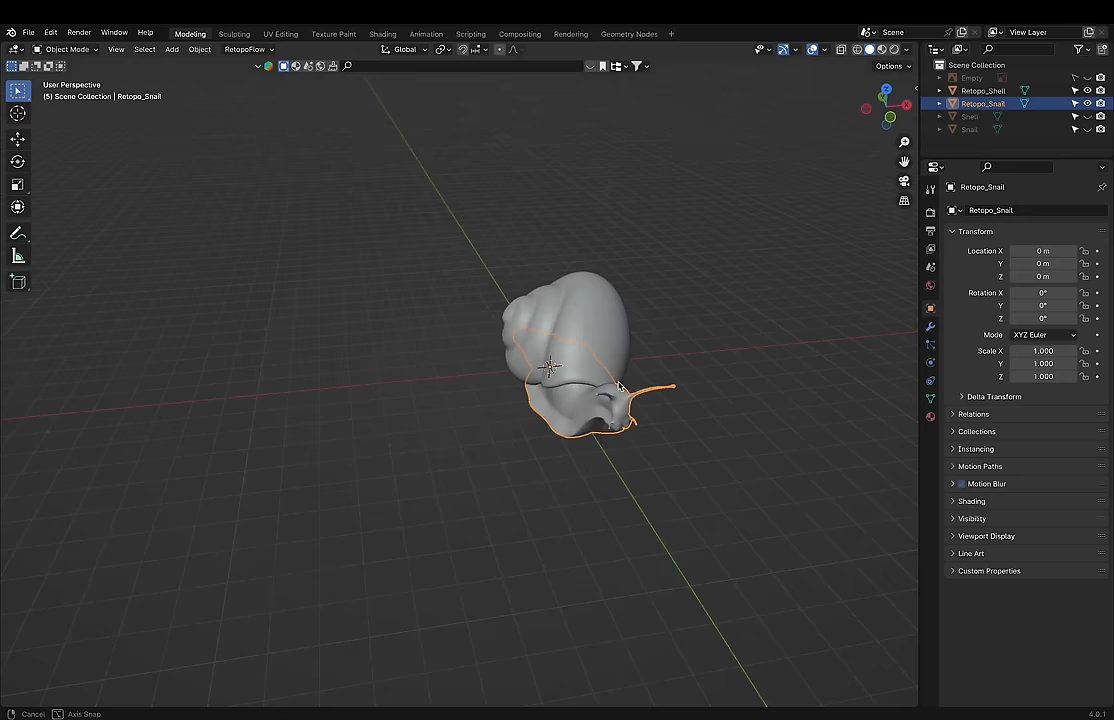 File Edit Render Window Help Modeling Sculpting UV Editing Texture Paint Shading Animation Rendering Compositing Scripting Geometry Nodes + Scene View Layer
Object Mode View Select Add Object RetopoFlow Global
Options
User Perspective
(5) Scene Collection | Retopo_Snail
Z
Y
X
Scene Collection
Empty
Retopo_Shell
Retopo_Snail
Shell
Snail
Retopo_Snail
Retopo_Snail
Transform
Location X 0 m
Y 0 m
Z 0 m
Rotation X 0°
Y 0°
Z 0°
Mode XYZ Euler
Scale X 1.000
Y 1.000
Z 1.000
Delta Transform
Relations
Collections
Instancing
Motion Paths
Motion Blur
Shading
Visibility
Viewport Display
Line Art
Custom Properties
Cancel Axis Snap
4.0.1